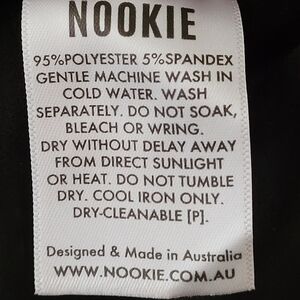 NOOKIE
95%POLYESTER 5%SPANDEX
GENTLE MACHINE WASH IN
COLD WATER. WASH
SEPARATELY. DO NOT SOAK,
BLEACH OR WRING.
DRY WITHOUT DELAY AWAY
FROM DIRECT SUNLIGHT
OR HEAT. DO NOT TUMBLE
DRY. COOL IRON ONLY.
DRY-CLEANABLE [P].
Designed & Made in Australia
WWW.NOOKIE.COM.AU